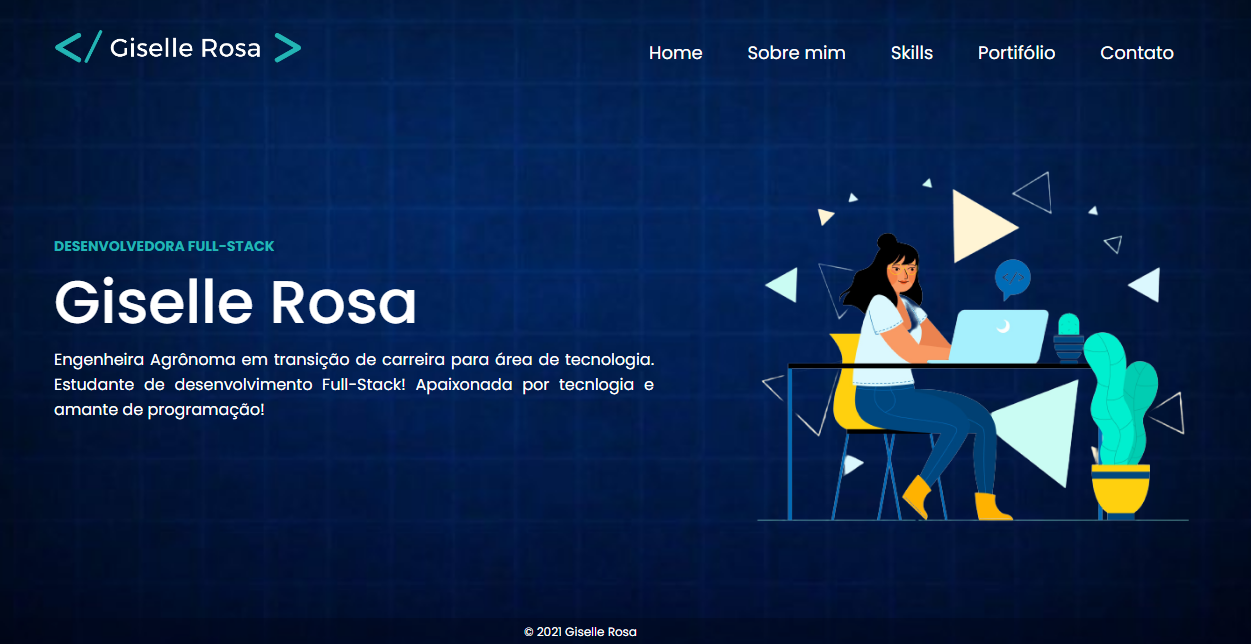 </ Giselle Rosa >
Home Sobre mim Skills Portifólio Contato
DESENVOLVEDORA FULL-STACK
Giselle Rosa
Engenheira Agrônoma em transição de carreira para área de tecnologia.
Estudante de desenvolvimento Full-Stack! Apaixonada por tecnlogia e
amante de programação!
© 2021 Giselle Rosa